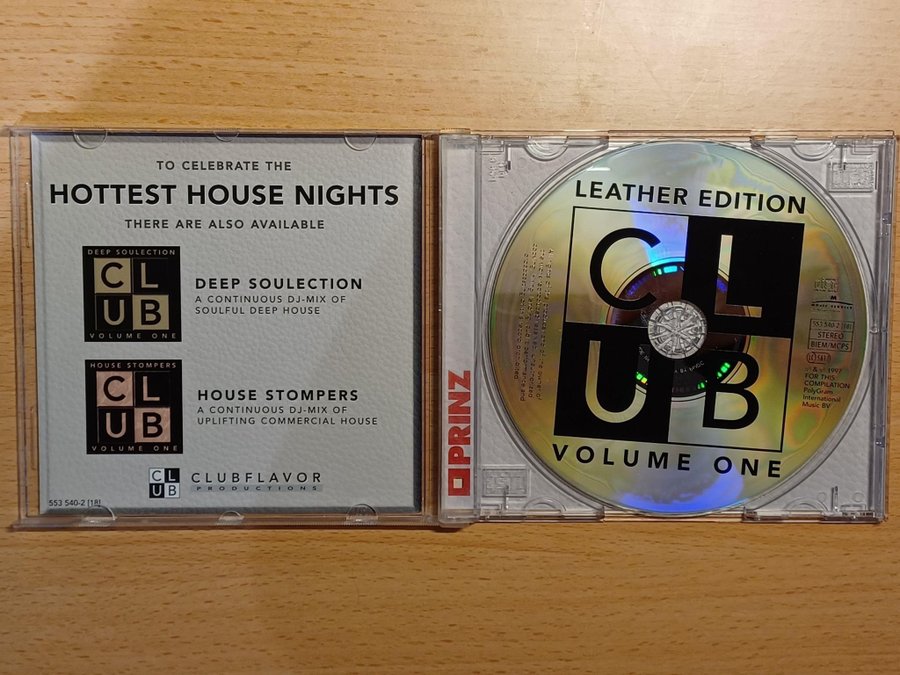 TO CELEBRATE THE
HOTTEST HOUSE NIGHTS
THERE ARE ALSO AVAILABLE
DEEP SOULECTION
CL
UB
VOLUME ONE
DEEP SOULECTION
A CONTINUOUS DJ-MIX OF
SOULFUL DEEP HOUSE
HOUSE STOMPERS
CL
UB
VOLUME ONE
HOUSE STOMPERS
A CONTINUOUS DJ-MIX OF
UPLIFTING COMMERCIAL HOUSE
CL
UB
CLUBFLAVOR
PRODUCTIONS
553 540-2 [18]
PRINZ
LEATHER EDITION
CL
UB
VOLUME ONE
553 540-2 [18]
STEREO
BIEM/MCPS
1997
FOR THIS
COMPILATION
PolyGram
International
Music BV